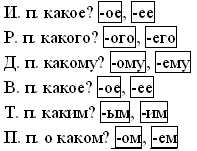 И. п. какое? -ое, -ее
Р. п. какого? -ого, -его
Д. п. какому? -ому, -ему
В. п. какое? -ое, -ее
Т. п. каким? -ым, -им
П. п. о каком? -ом, -ем